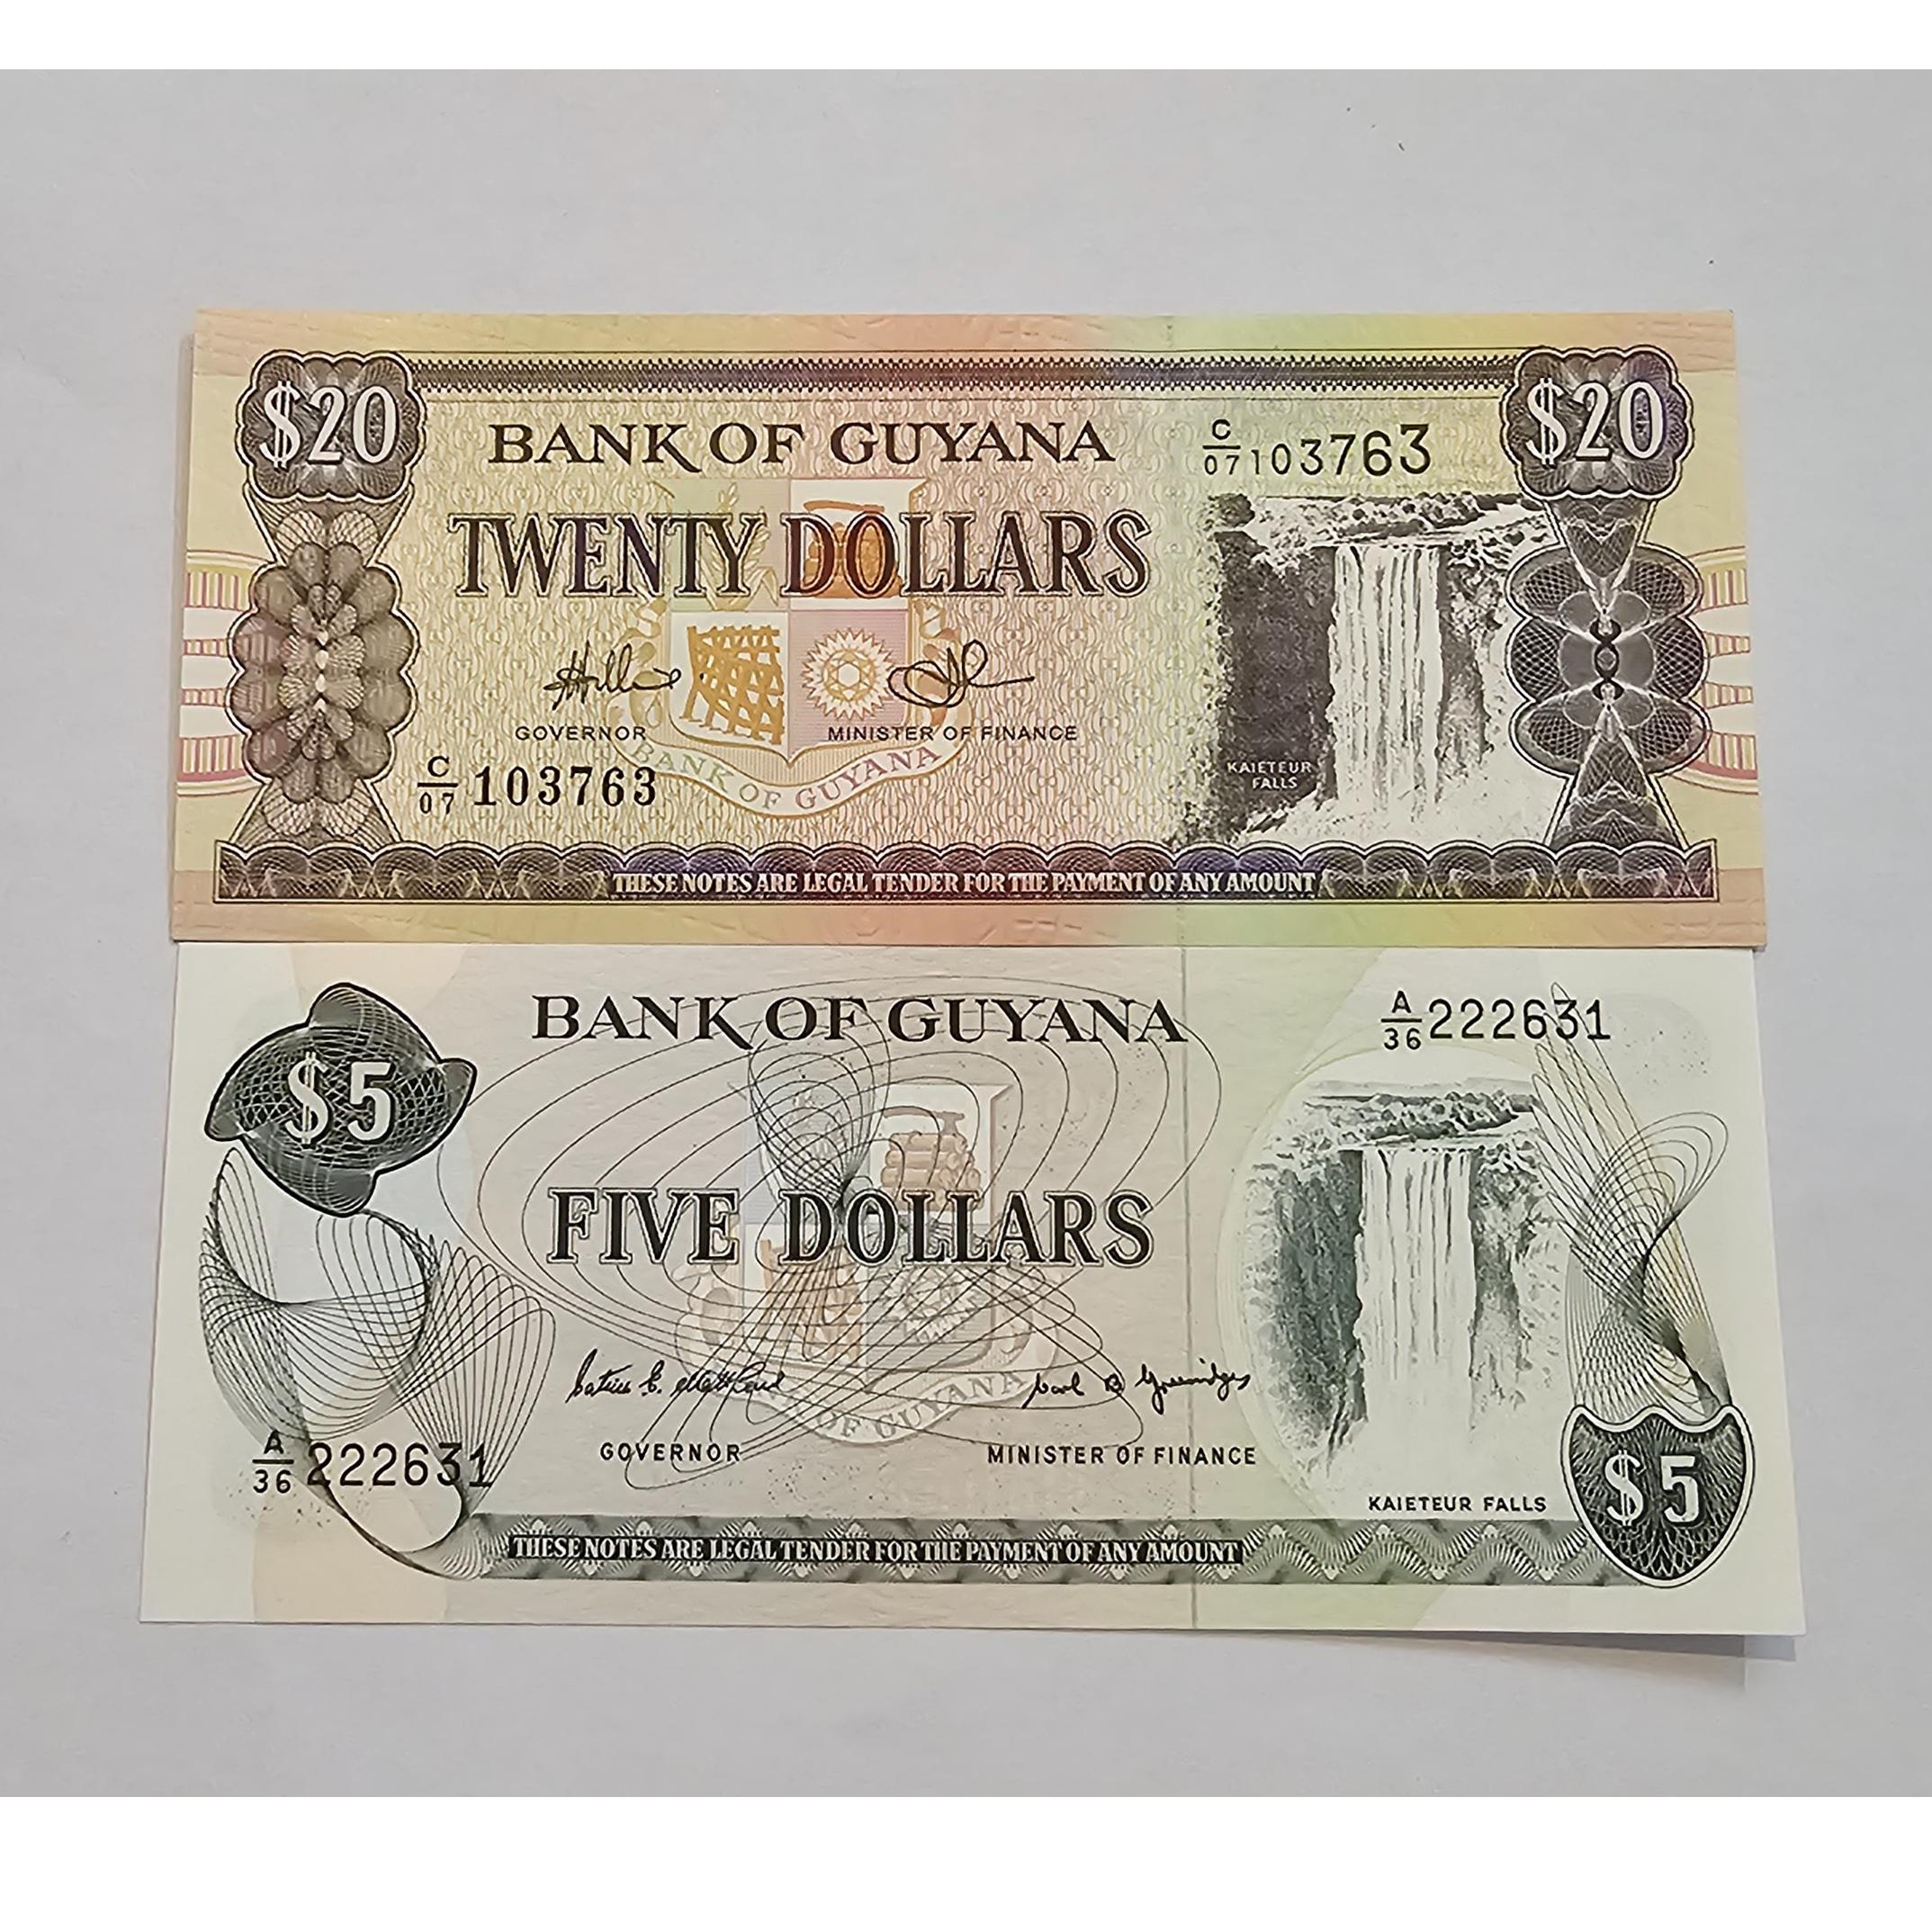 $20
BANK OF GUYANA
C/07 103763
$20
TWENTY DOLLARS
GOVERNOR
MINISTER OF FINANCE
KAIETEUR
FALLS
C/07 103763
BANK OF GUYANA
THESE NOTES ARE LEGAL TENDER FOR THE PAYMENT OF ANY AMOUNT
BANK OF GUYANA
A/36 222631
$5
FIVE DOLLARS
OF GUYANA
GOVERNOR
MINISTER OF FINANCE
A/36 222631
KAIETEUR FALLS
$5
THESE NOTES ARE LEGAL TENDER FOR THE PAYMENT OF ANY AMOUNT